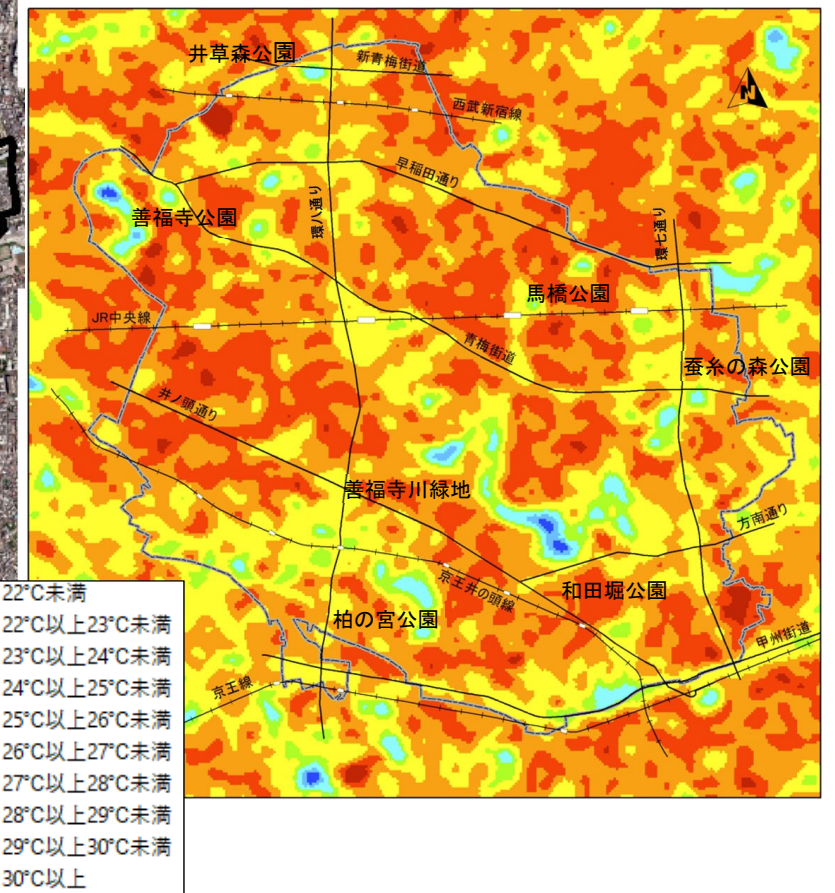 井草森公園
新青梅街道
西武新宿線
N
早稲田通り
環八通り
環七通り
善福寺公園
馬橋公園
JR中央線
青梅街道
蚕糸の森公園
井ノ頭通り
善福寺川緑地
方南通り
京王井の頭線
和田堀公園
柏の宮公園
甲州街道
京王線
22°C未満
22°C以上23°C未満
23°C以上24°C未満
24°C以上25°C未満
25°C以上26°C未満
26°C以上27°C未満
27°C以上28°C未満
28°C以上29°C未満
29°C以上30°C未満
30°C以上